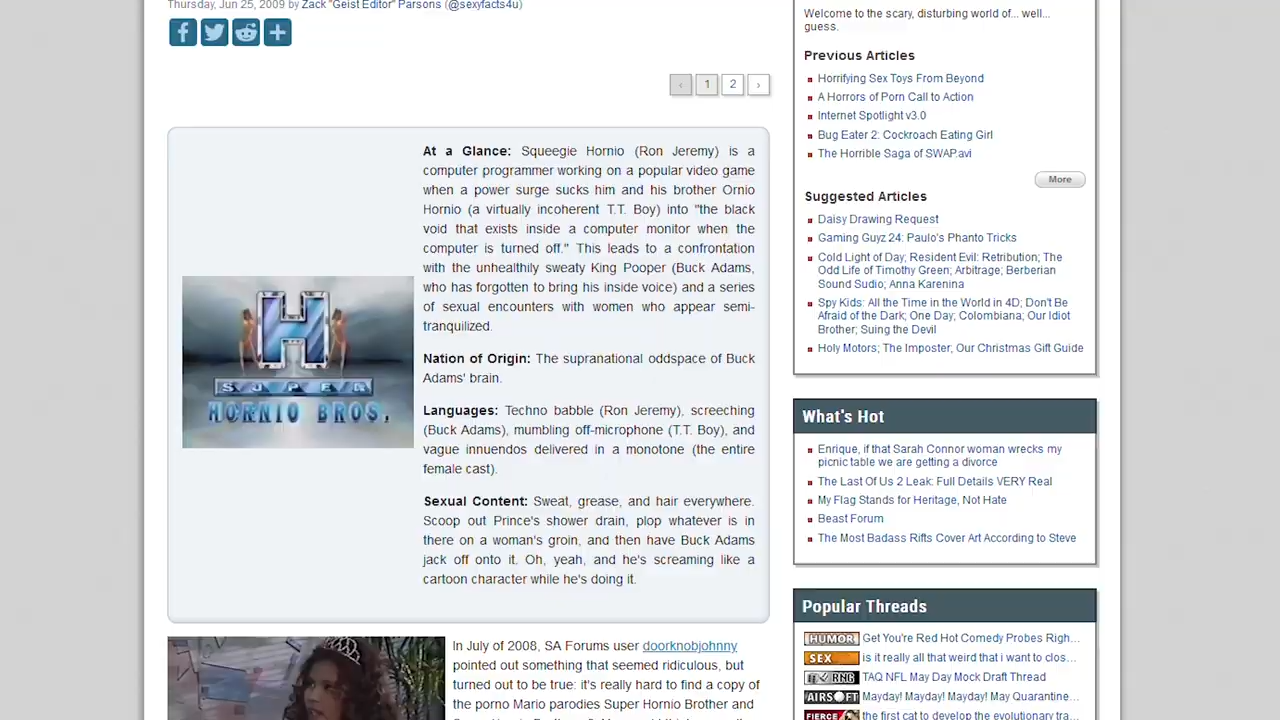 Thursday, Jun 25, 2009 by Zack "Geist Editor" Parsons (@sexyfacts4u)
‹ 1 2 ›
At a Glance: Squeegie Hornio (Ron Jeremy) is a
computer programmer working on a popular video game
when a power surge sucks him and his brother Ornio
Hornio (a virtually incoherent T.T. Boy) into "the black
void that exists inside a computer monitor when the
computer is turned off." This leads to a confrontation
with the unhealthily sweaty King Pooper (Buck Adams,
who has forgotten to bring his inside voice) and a series
of sexual encounters with women who appear semi-
tranquilized.
Nation of Origin: The supranational oddspace of Buck
Adams' brain.
Languages: Techno babble (Ron Jeremy), screeching
(Buck Adams), mumbling off-microphone (T.T. Boy), and
vague innuendos delivered in a monotone (the entire
female cast).
Sexual Content: Sweat, grease, and hair everywhere.
Scoop out Prince's shower drain, plop whatever is in
there on a woman's groin, and then have Buck Adams
jack off onto it. Oh, yeah, and he's screaming like a
cartoon character while he's doing it.
H
SUPER
HORNIO BROS.
In July of 2008, SA Forums user doorknobjohnny
pointed out something that seemed ridiculous, but
turned out to be true: it's really hard to find a copy of
the porno Mario parodies Super Hornio Brother and
Welcome to the scary, disturbing world of... well...
guess.
Previous Articles
Horrifying Sex Toys From Beyond
A Horrors of Porn Call to Action
Internet Spotlight v3.0
Bug Eater 2: Cockroach Eating Girl
The Horrible Saga of SWAP.avi
More
Suggested Articles
Daisy Drawing Request
Gaming Guyz 24: Paulo's Phanto Tricks
Cold Light of Day; Resident Evil: Retribution; The
Odd Life of Timothy Green; Arbitrage; Berberian
Sound Sudio; Anna Karenina
Spy Kids: All the Time in the World in 4D; Don't Be
Afraid of the Dark; One Day; Colombiana; Our Idiot
Brother; Suing the Devil
Holy Motors; The Imposter; Our Christmas Gift Guide
What's Hot
Enrique, if that Sarah Connor woman wrecks my
picnic table we are getting a divorce
The Last Of Us 2 Leak: Full Details VERY Real
My Flag Stands for Heritage, Not Hate
Beast Forum
The Most Badass Rifts Cover Art According to Steve
Popular Threads
HUMOR Get You're Red Hot Comedy Probes Righ...
SEX is it really all that weird that i want to clos...
RNG TAQ NFL May Day Mock Draft Thread
AIRSOFT Mayday! Mayday! Mayday! May Quarantine...
FIERCE the first cat to develop the evolutionary tra...